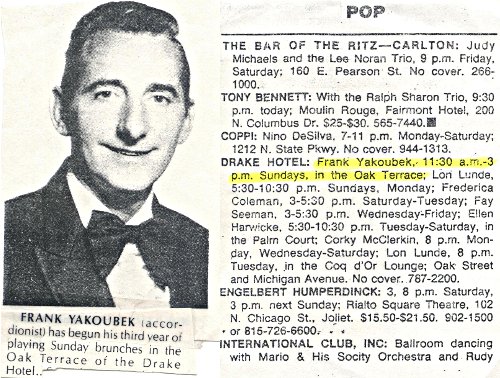 FRANK YAKOUBEK (accor-
dionist) has begun his third year of
playing Sunday brunches in the
Oak Terrace of the Drake
Hotel..
POP
THE BAR OF THE RITZ—CARLTON: Judy
Michaels and the Lee Noran Trio, 9 p.m. Friday,
Saturday; 160 E. Pearson St. No cover. 266-
1000.
TONY BENNETT: With the Ralph Sharon Trio, 9:30
p.m. today; Moulin Rouge, Fairmont Hotel, 200
N. Columbus Dr. $25-$30. 565-7440.
COPPI: Nino DeSilva, 7-11 p.m. Monday-Saturday;
1212 N. State Pkwy. No cover. 944-1313.
DRAKE HOTEL: Frank Yakoubek, 11:30 a.m.-3
p.m. Sundays, in the Oak Terrace; Lon Lunde,
5:30-10:30 p.m. Sundays, Monday; Frederica
Coleman, 3-5:30 p.m. Saturday-Tuesday; Fay
Seeman, 3-5:30 p.m. Wednesday-Friday; Ellen
Harwicke, 5:30-10:30 p.m. Tuesday-Saturday, in
the Palm Court; Corky McClerkin, 8 p.m. Mon-
day, Wednesday-Saturday; Lon Lunde, 8 p.m.
Tuesday, in the Coq d'Or Lounge; Oak Street
and Michigan Avenue. No cover. 787-2200.
ENGELBERT HUMPERDINCK: 3, 8 p.m. Saturday,
3 p.m. next Sunday; Rialto Square Theatre, 102
N. Chicago St., Joliet. $15.50-$21.50. 902-1500
or 815-726-6600.
INTERNATIONAL CLUB, INC: Ballroom dancing
with Mario & His Socity Orchestra and Rudy